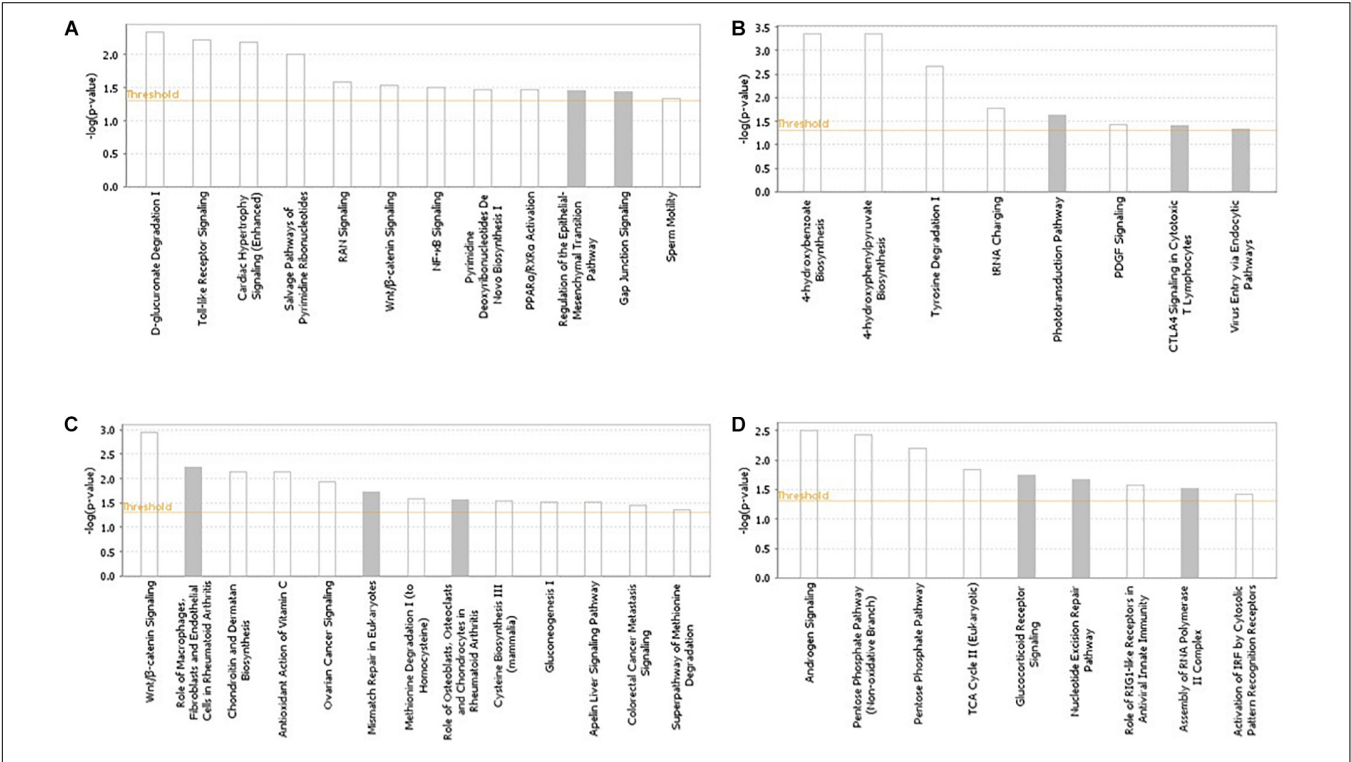 A
-log(p-value)
2.0
1.5
1.0
0.5
0.0
Threshold
D-glucuronate Degradation I
Toll-like Receptor Signaling
Cardiac Hypertrophy
Signaling (Enhanced)
Salvage Pathways of
Pyrimidine Ribonucleotides
RAN Signaling
Wnt/β-catenin Signaling
NF-κB Signaling
Pyrimidine
Deoxyribonucleotides De
Novo Biosynthesis I
PPARα/RXRα Activation
Regulation of the Epithelial-
Mesenchymal Transition
Pathway
Gap Junction Signaling
Sperm Motility
B
-log(p-value)
3.5
3.0
2.5
2.0
1.5
1.0
0.5
0.0
Threshold
4-hydroxybenzoate
Biosynthesis
4-hydroxyphenylpyruvate
Biosynthesis
Tyrosine Degradation I
tRNA Charging
Phototransduction Pathway
PDGF Signaling
CTLA4 Signaling in Cytotoxic
T Lymphocytes
Virus Entry via Endocytic
Pathways
C
-log(p-value)
3.0
2.5
2.0
1.5
1.0
0.5
0.0
Threshold
Wnt/β-catenin Signaling
Role of Macrophages,
Fibroblasts and Endothelial
Cells in Rheumatoid Arthritis
Chondroitin and Dermatan
Biosynthesis
Antioxidant Action of Vitamin C
Ovarian Cancer Signaling
Mismatch Repair in Eukaryotes
Methionine Degradation I (to
Homocysteine)
Role of Osteoblasts, Osteoclasts
and Chondrocytes in
Rheumatoid Arthritis
Cysteine Biosynthesis III
(mammalia)
Gluconeogenesis I
Apelin Liver Signaling Pathway
Colorectal Cancer Metastasis
Signaling
Superpathway of Methionine
Degradation
D
-log(p-value)
2.5
2.0
1.5
1.0
0.5
0.0
Threshold
Androgen Signaling
Pentose Phosphate Pathway
(Non-oxidative Branch)
Pentose Phosphate Pathway
TCA Cycle II (Eukaryotic)
Glucocorticoid Receptor
Signaling
Nucleotide Excision Repair
Pathway
Role of RIG1-like Receptors in
Antiviral Innate Immunity
Assembly of RNA Polymerase
II Complex
Activation of IRF by Cytosolic
Pattern Recognition Receptors